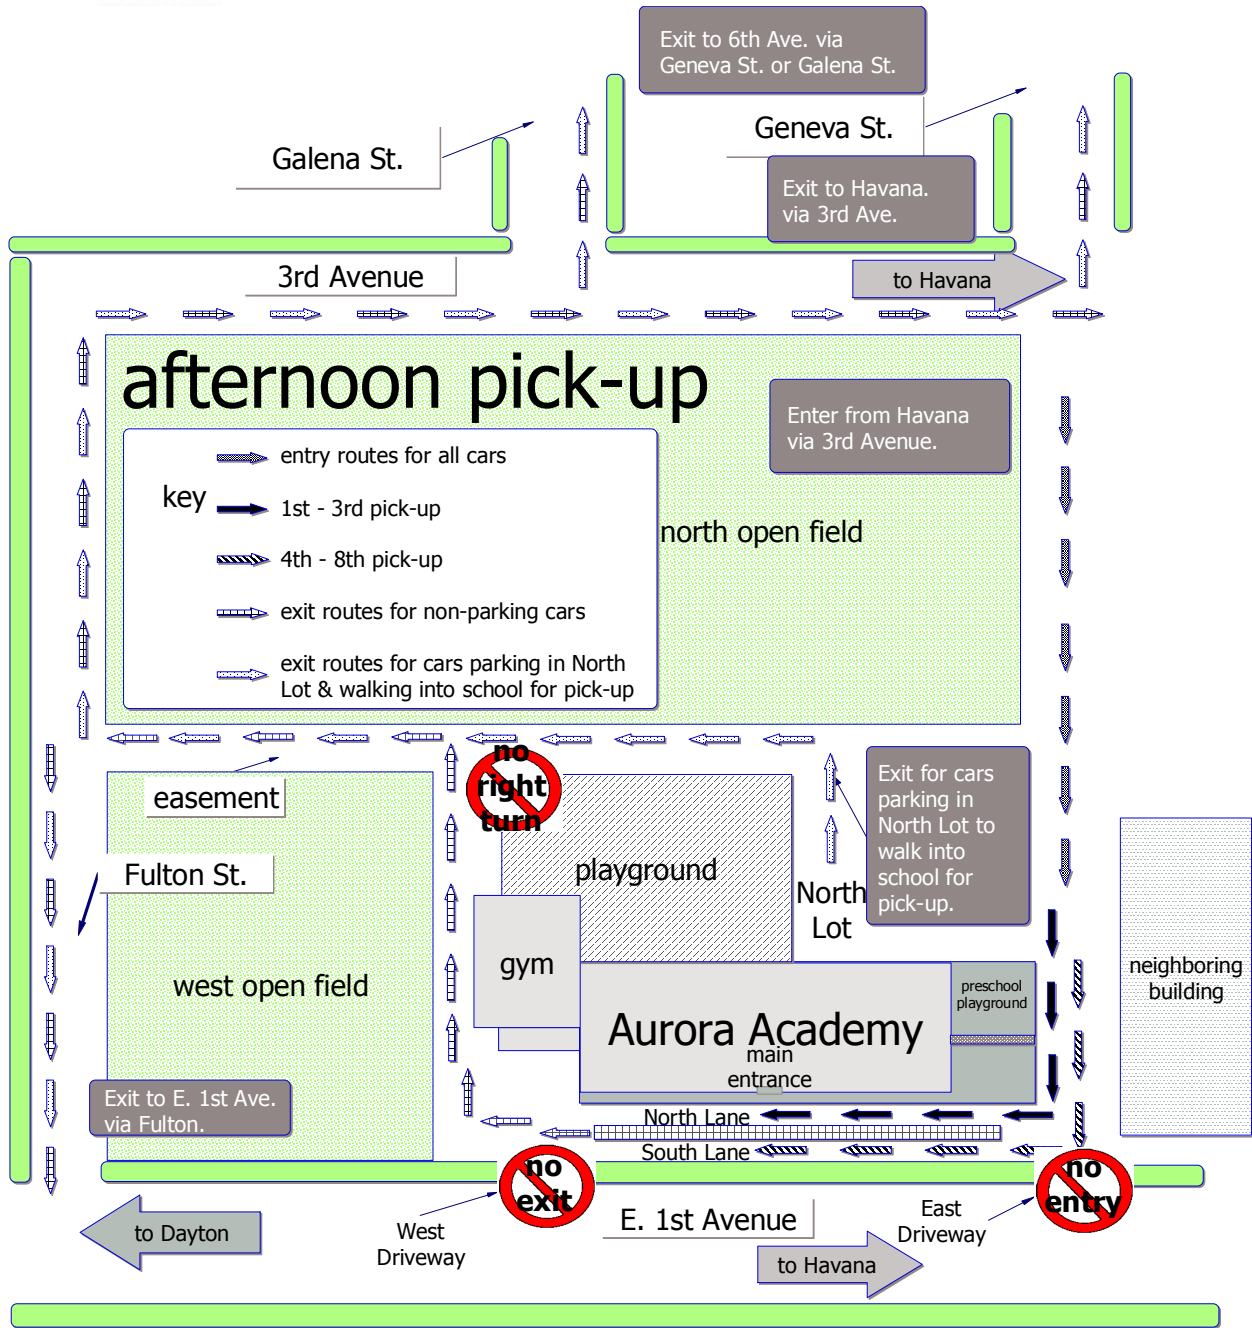 Exit to 6th Ave. via
Geneva St. or Galena St.
Geneva St.
Galena St.
Exit to Havana.
via 3rd Ave.
3rd Avenue
to Havana
afternoon pick-up
Enter from Havana
via 3rd Avenue.
key
entry routes for all cars
1st - 3rd pick-up
4th - 8th pick-up
exit routes for non-parking cars
exit routes for cars parking in North
Lot & walking into school for pick-up
north open field
no
right
turn
easement
Exit for cars
parking in
North Lot to
walk into
school for
pick-up.
Fulton St.
playground
North
Lot
gym
west open field
preschool
playground
neighboring
building
Aurora Academy
main
entrance
Exit to E. 1st Ave.
via Fulton.
North Lane
South Lane
no
exit
no
entry
West
Driveway
E. 1st Avenue
East
Driveway
to Dayton
to Havana